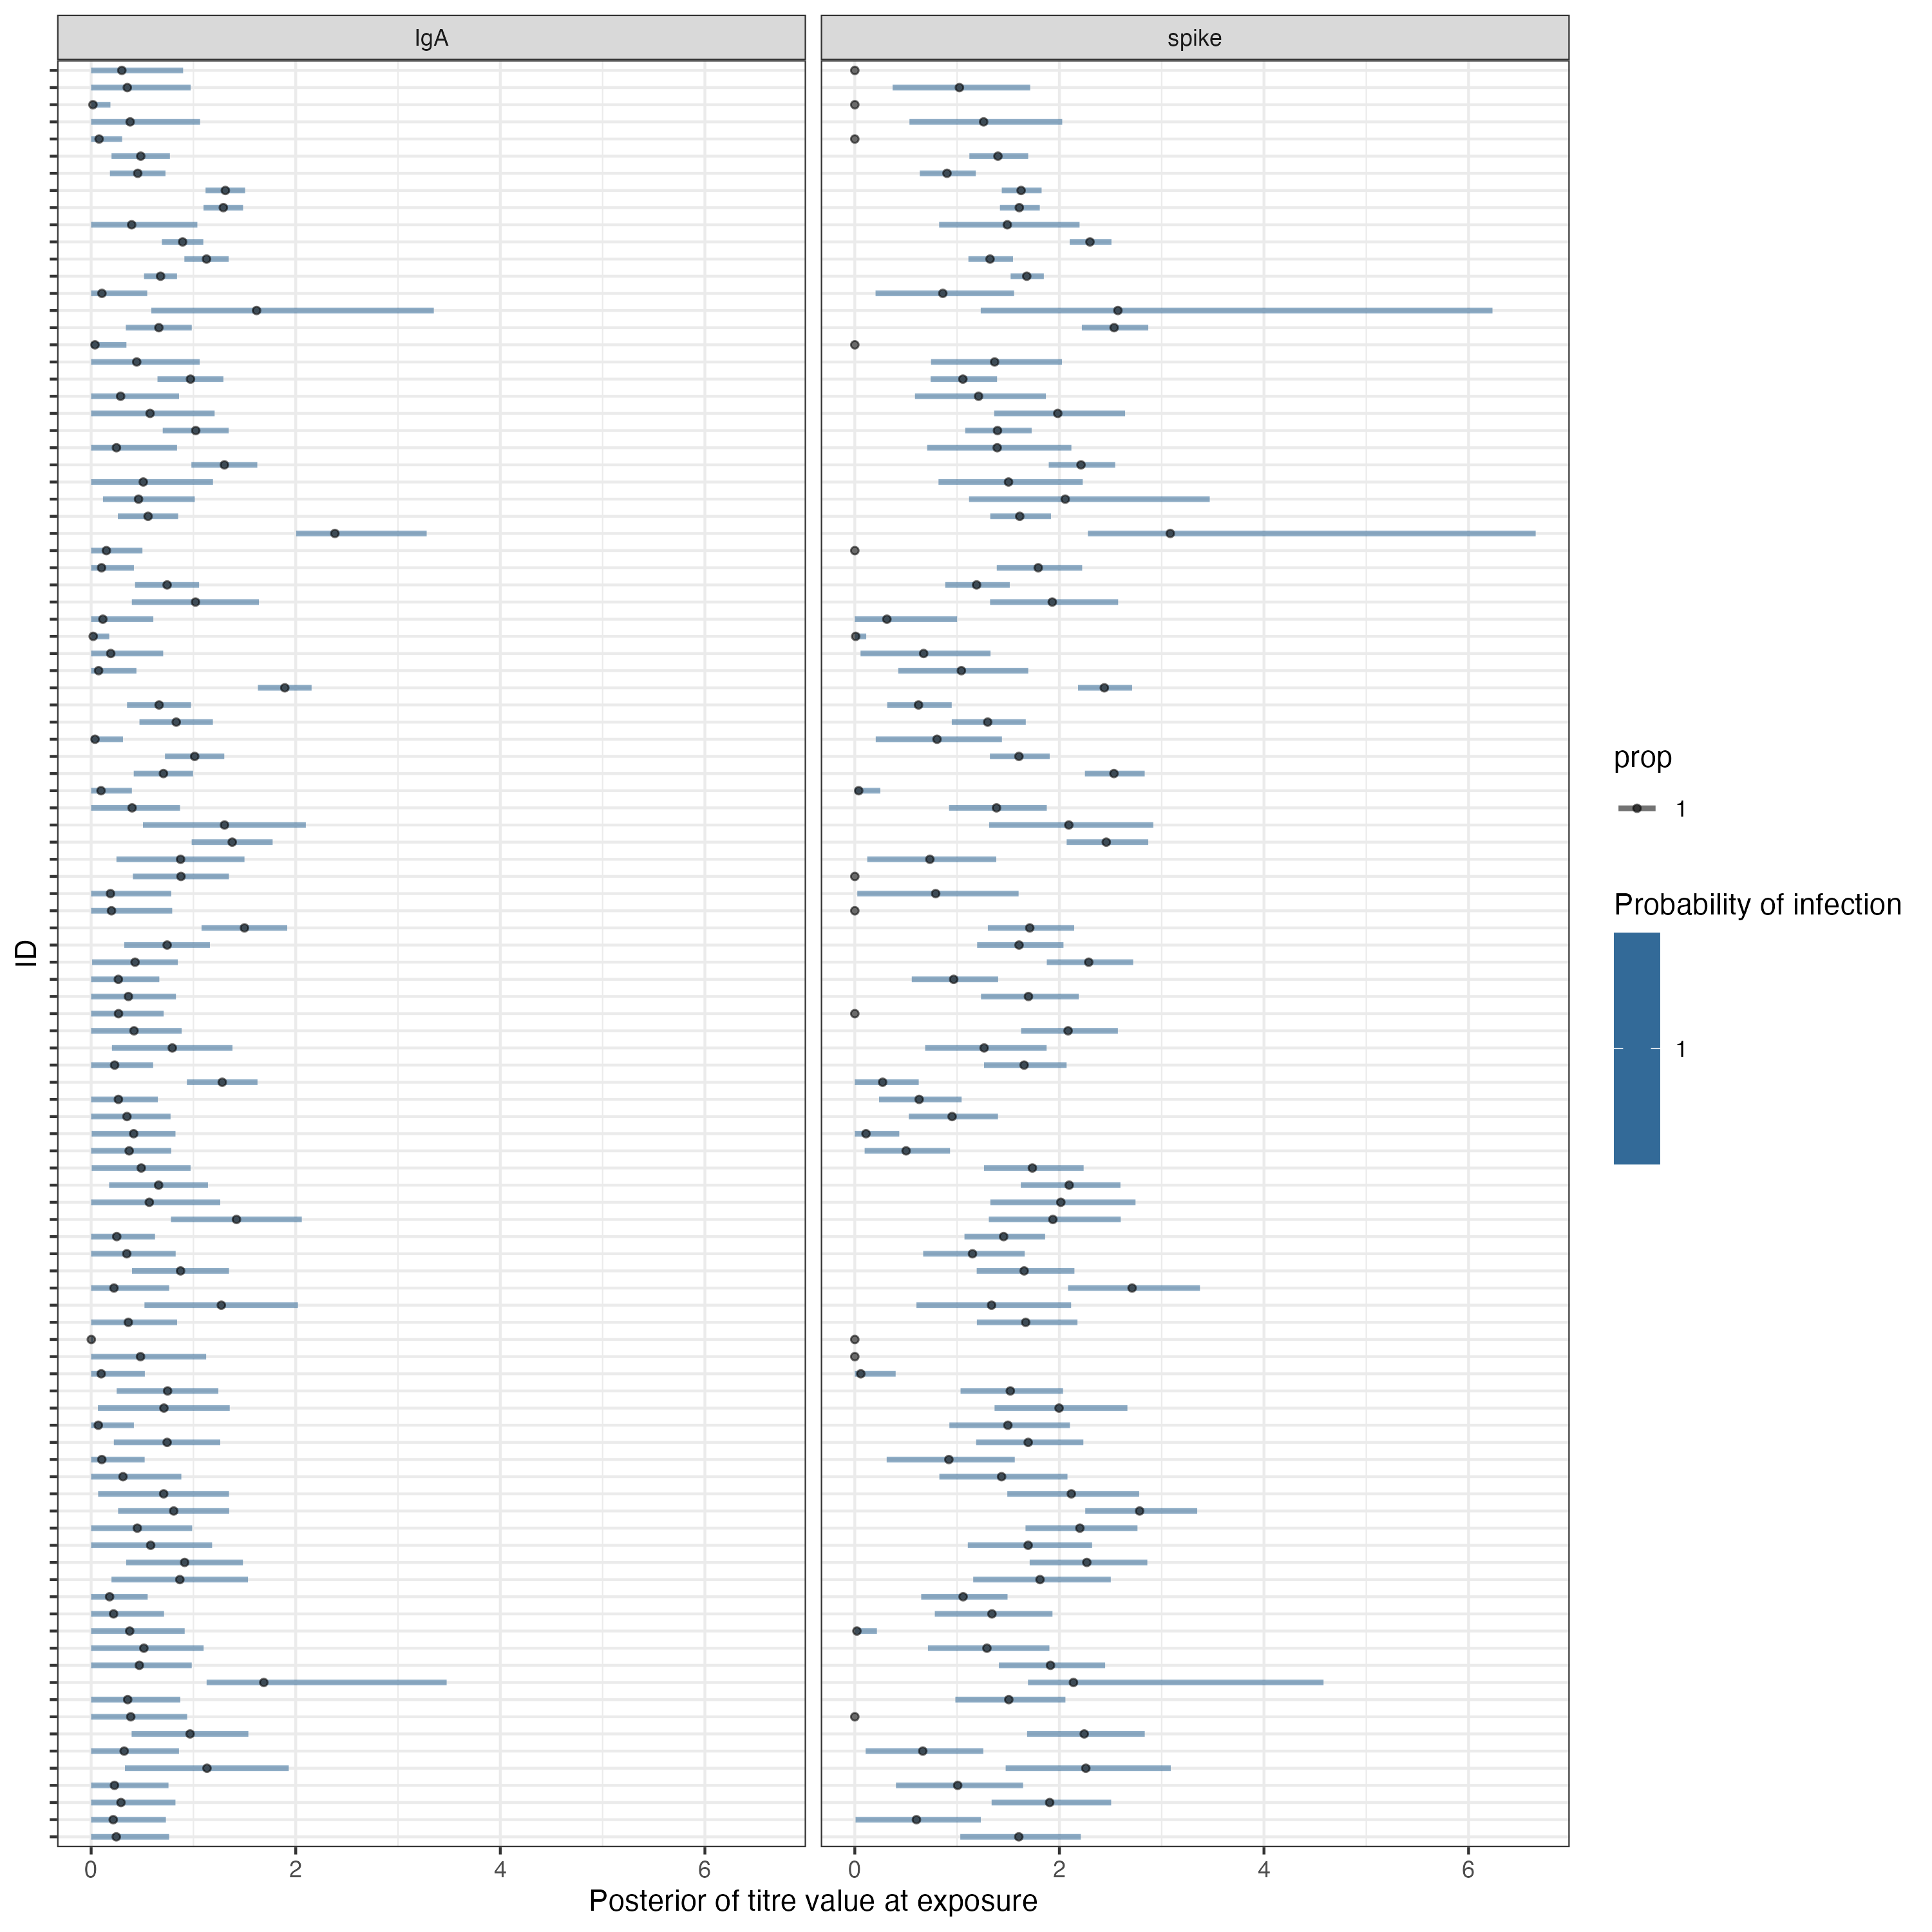 IgA
spike
ID
0 2 4 6
0 2 4 6
Posterior of titre value at exposure
prop
1
Probability of infection
1